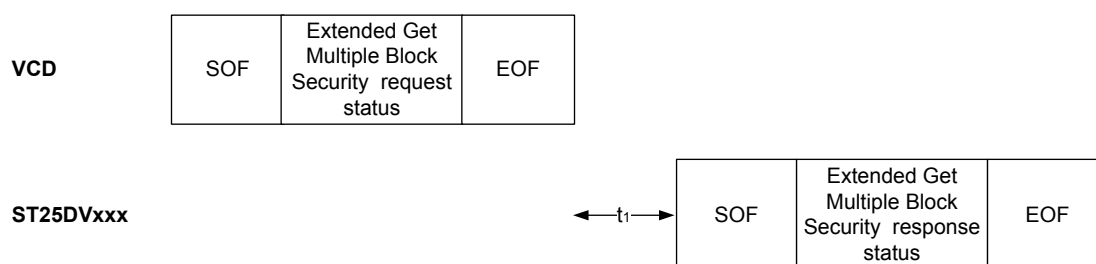 VCD
SOF
Extended Get
Multiple Block
Security request
status
EOF
ST25DVxxx
t1
SOF
Extended Get
Multiple Block
Security response
status
EOF